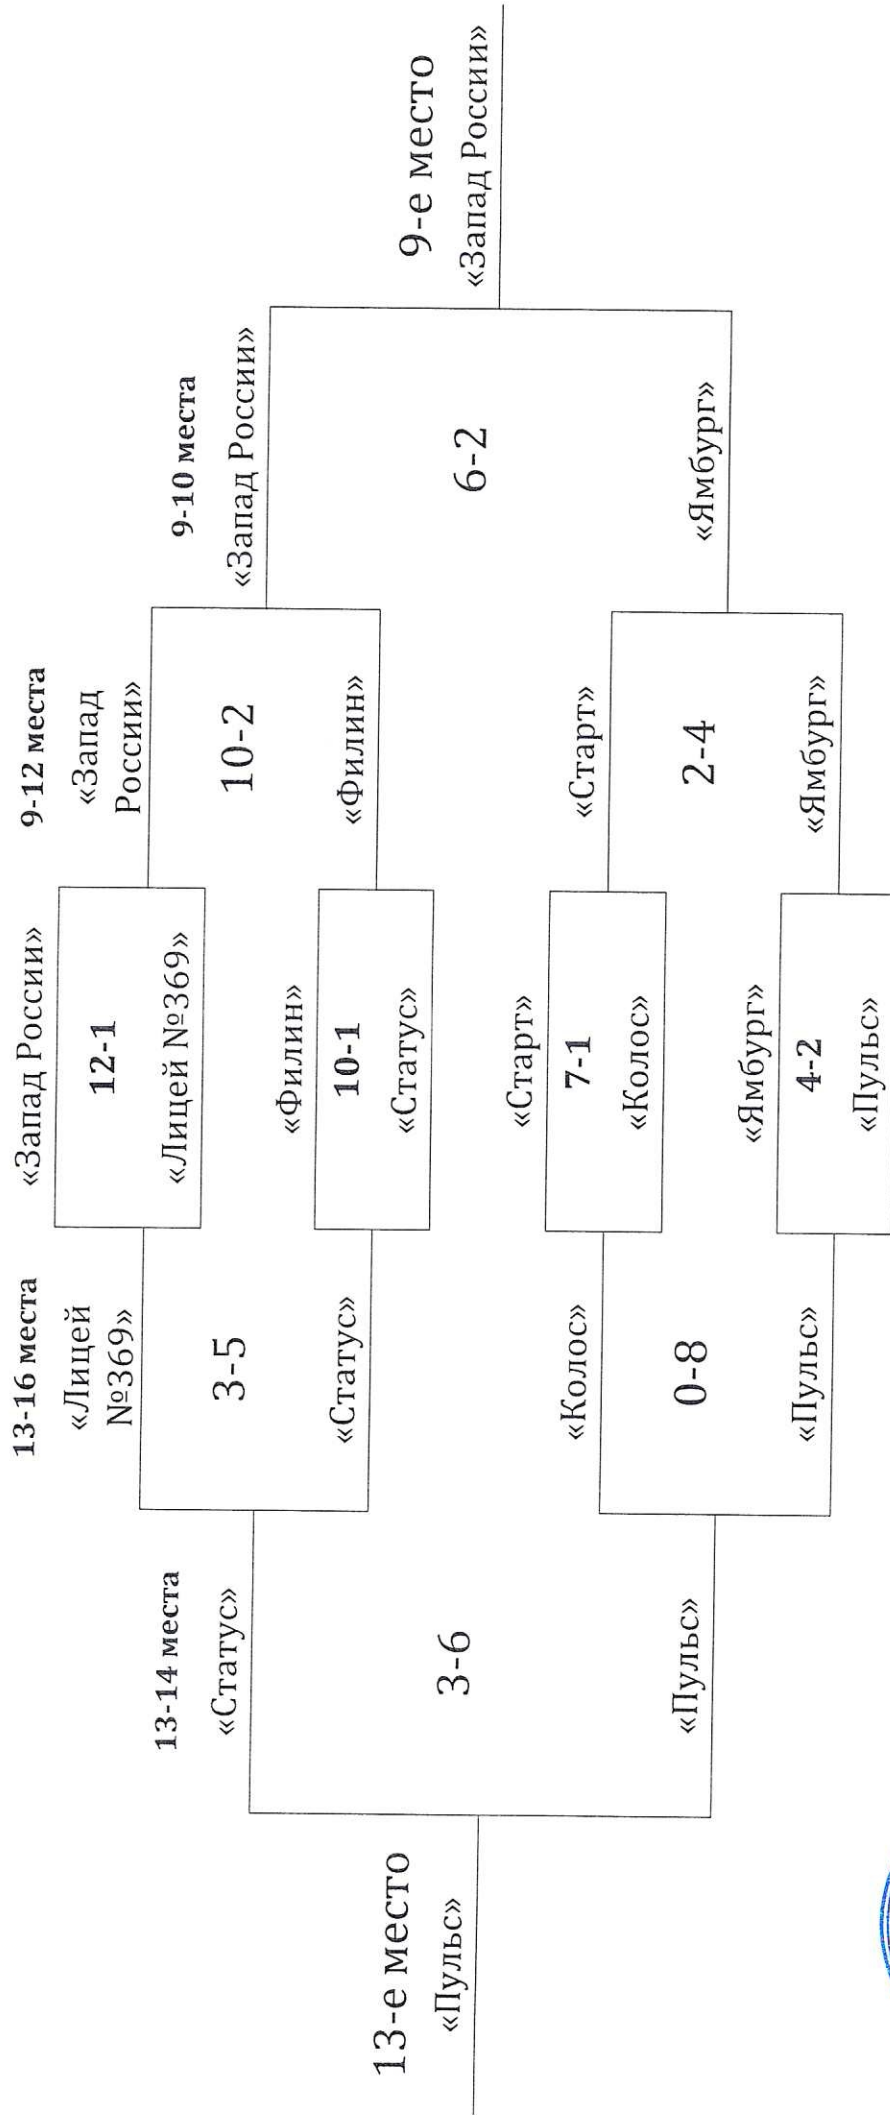 13-е место
«Пульс»
13-14 места
«Статус»
3-6
«Пульс»
13-16 места
«Лицей
№369»
3-5
«Статус»
«Колос»
0-8
«Пульс»
«Запад России»
12-1
«Лицей №369»
«Филин»
10-1
«Статус»
«Старт»
7-1
«Колос»
«Ямбург»
4-2
«Пульс»
9-12 места
«Запад
России»
10-2
«Филин»
«Старт»
2-4
«Ямбург»
9-10 места
«Запад России»
6-2
«Ямбург»
9-е место
«Запад России»